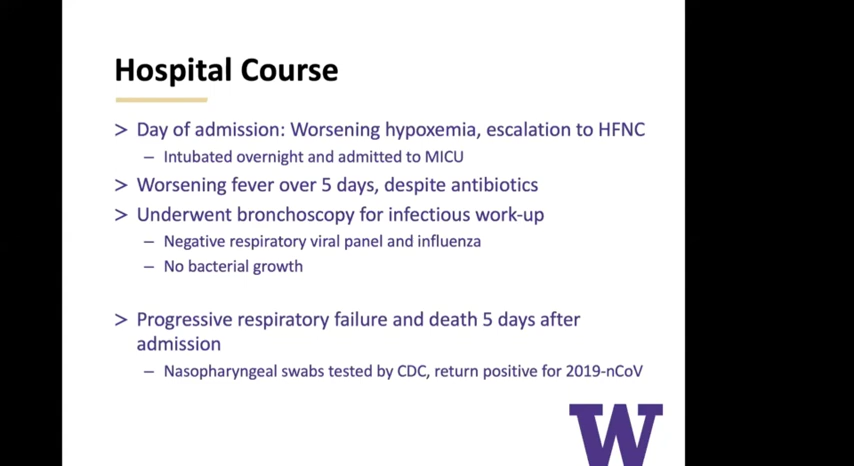 Hospital Course
> Day of admission: Worsening hypoxemia, escalation to HFNC
– Intubated overnight and admitted to MICU
> Worsening fever over 5 days, despite antibiotics
> Underwent bronchoscopy for infectious work-up
– Negative respiratory viral panel and influenza
– No bacterial growth
> Progressive respiratory failure and death 5 days after
admission
– Nasopharyngeal swabs tested by CDC, return positive for 2019-nCoV
W